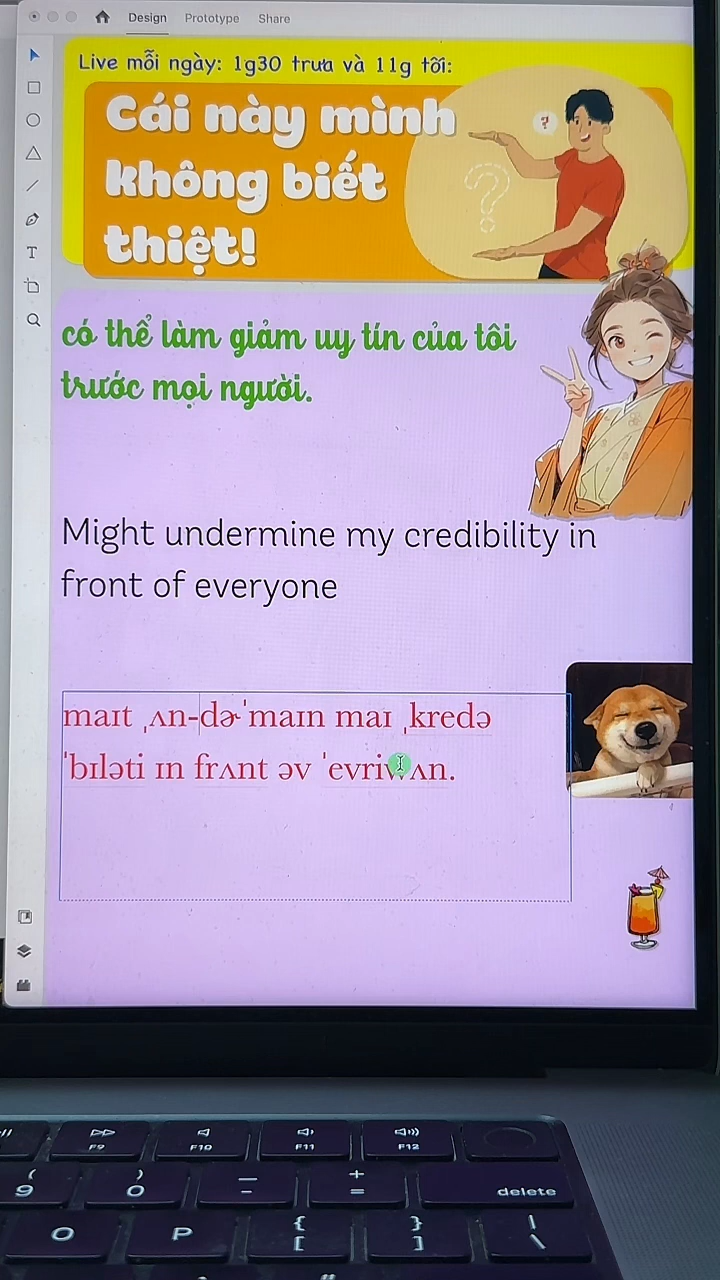 Design Prototype Share
Live mỗi ngày: 1g30 trưa và 11g tối:
Cái này mình
không biết
thiệt!
?
?
T
có thể làm giảm uy tín của tôi
trước mọi người.
Might undermine my credibility in
front of everyone
maɪt ˌʌn-dɚˈmaɪn maɪ ˌkredə
ˈbɪləti ɪn frʌnt əv ˈevriwʌn.
F9 F10 F11 F12
( ) — +
9 0 - = delete
O P { [ } ] | \
"